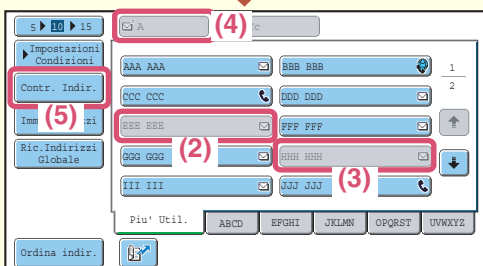 5 10 15
A
(4)
c
Impostazioni
Condizioni
AAA AAA
BBB BBB
1
2
Contr. Indir.
CCC CCC
DDD DDD
(5)
Imm
zi
EEE EEE
FFF FFF
(2)
Ric.Indirizzi
Globale
GGG GGG
HHH HHH
(3)
III III
JJJ JJJ
Piu' Util.
ABCD
EFGHI
JKLMN
OPQRST
UVWXYZ
Ordina indir.